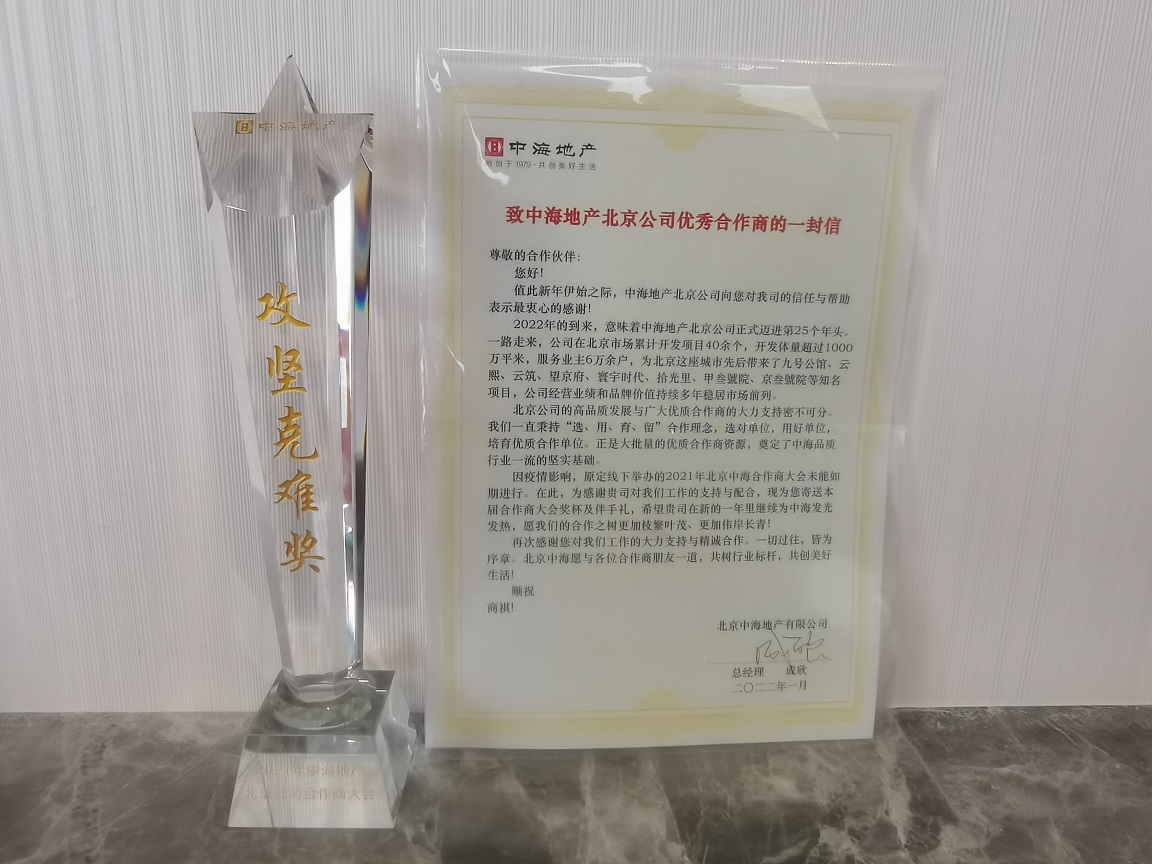 中海地产
攻坚克难奖
2021年中海地产
北京公司合作商大会
中海地产
始创于1979·共创美好生活
致中海地产北京公司优秀合作商的一封信
尊敬的合作伙伴:
您好!
值此新年伊始之际，中海地产北京公司向您对我司的信任与帮助
表示最衷心的感谢!
2022年的到来，意味着中海地产北京公司正式迈进第25个年头。
一路走来，公司在北京市场累计开发项目40余个，开发体量超过1000
万平米，服务业主6万余户，为北京这座城市先后带来了九号公馆、云
熙、云筑、望京府、寰宇时代、拾光里、甲叁號院、京叁號院等知名
项目，公司经营业绩和品牌价值持续多年稳居市场前列。
北京公司的高品质发展与广大优质合作商的大力支持密不可分。
我们一直秉持“选、用、育、留”合作理念，选对单位，用好单位，
培育优质合作单位。正是大批量的优质合作商资源，奠定了中海品质
行业一流的坚实基础。
因疫情影响，原定线下举办的2021年北京中海合作商大会未能如
期进行。在此，为感谢贵司对我们工作的支持与配合，现为您寄送本
届合作商大会奖杯及伴手礼，希望贵司在新的一年里继续为中海发光
发热，愿我们的合作之树更加枝繁叶茂、更加伟岸长青!
再次感谢您对我们工作的大力支持与精诚合作。一切过往，皆为
序章。北京中海愿与各位合作商朋友一道，共树行业标杆，共创美好
生活!
顺祝
商祺!
北京中海地产有限公司
成欣
总经理 成欣
二〇二二年一月